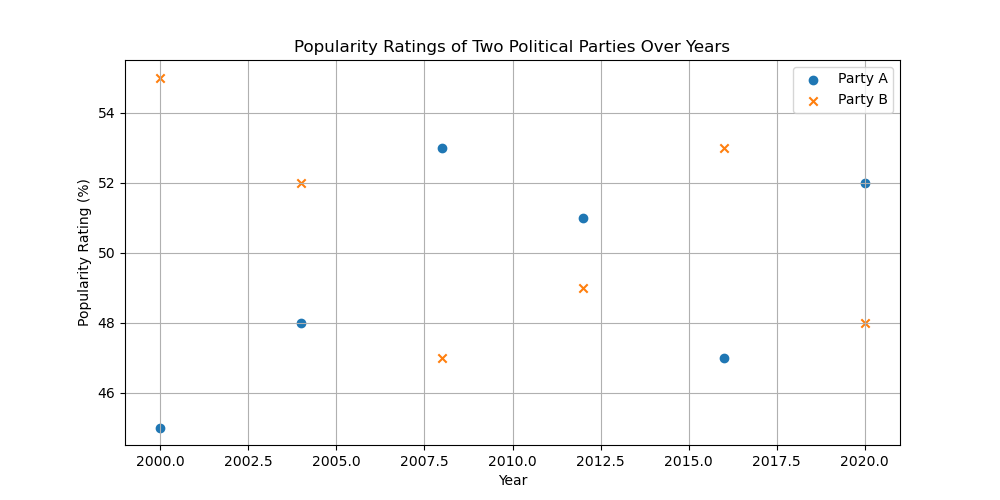 Popularity Ratings of Two Political Parties Over Years
Party A
Party B
Popularity Rating (%)
54
52
50
48
46
2000.0 2002.5 2005.0 2007.5 2010.0 2012.5 2015.0 2017.5 2020.0
Year